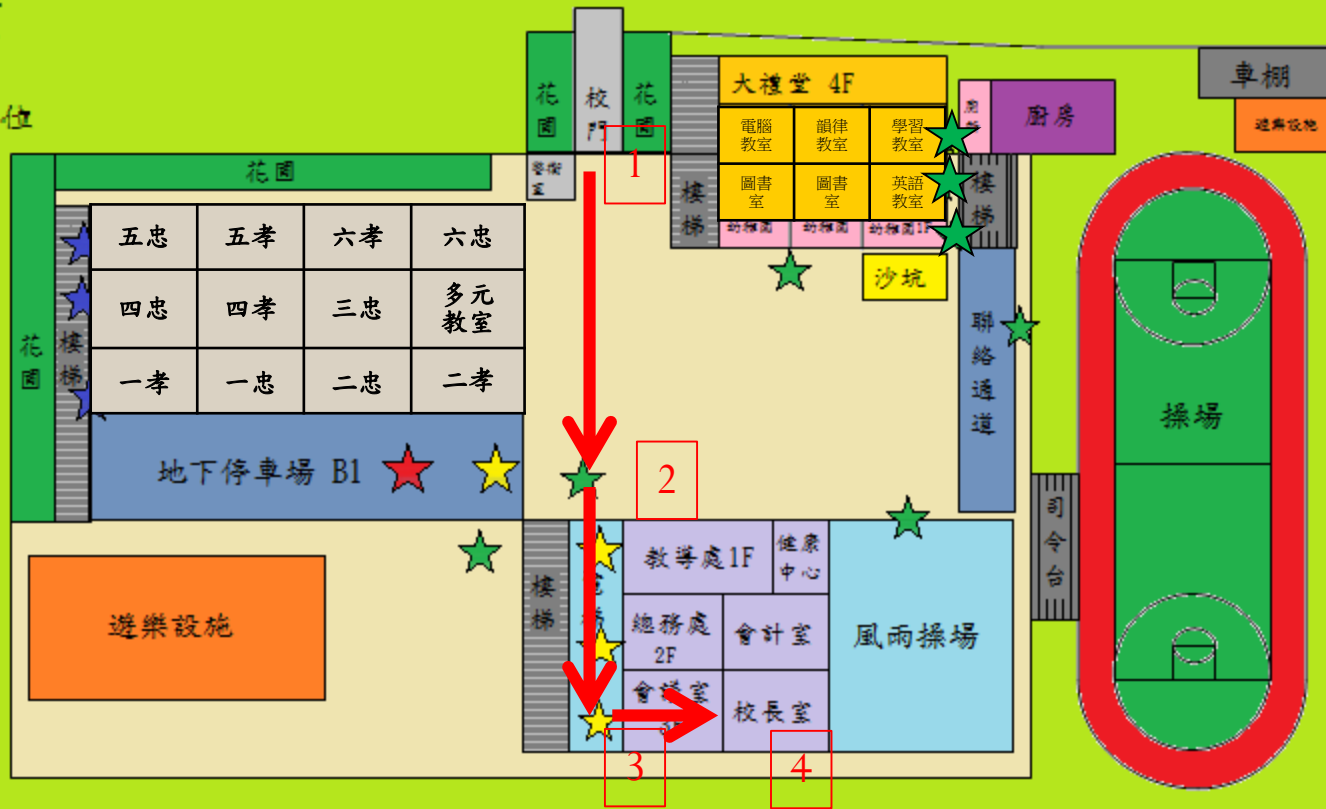 位
花園
校門
花園
警衛室
1
大禮堂 4F
電腦教室
韻律教室
學習教室
圖書室
圖書室
英語教室
幼稚園
幼稚園
幼稚園1F
樓梯
樓梯
廚房
車棚
遊樂設施
沙坑
聯絡通道
操場
司令台
花園
花園
樓梯
五忠
五孝
六孝
六忠
四忠
四孝
三忠
多元教室
一孝
一忠
二忠
二孝
地下停車場 B1
2
遊樂設施
樓梯
教導處1F
健康中心
總務處
2F
會計室
會議室
校長室
風雨操場
3
4